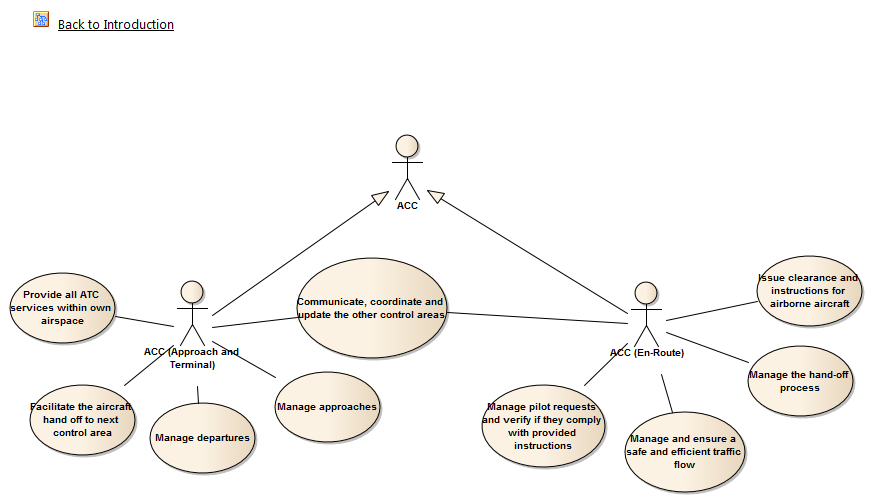 Back to Introduction
ACC
Provide all ATC
services within own
airspace
Communicate, coordinate and
update the other control areas
Issue clearance and
instructions for
airborne aircraft
ACC (Approach and
Terminal)
ACC (En-Route)
Manage the hand-off
process
Facilitate the aircraft
hand off to next
control area
Manage departures
Manage approaches
Manage pilot requests
and verify if they comply
with provided
instructions
Manage and ensure a
safe and efficient traffic
flow